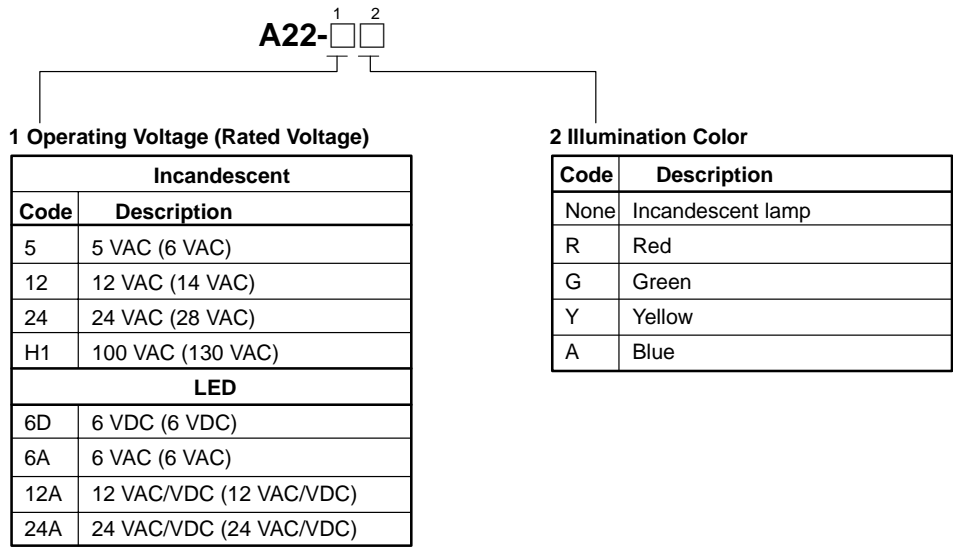 1 2
A22-□□
1 Operating Voltage (Rated Voltage)
Incandescent
Code Description
5 5 VAC (6 VAC)
12 12 VAC (14 VAC)
24 24 VAC (28 VAC)
H1 100 VAC (130 VAC)
LED
6D 6 VDC (6 VDC)
6A 6 VAC (6 VAC)
12A 12 VAC/VDC (12 VAC/VDC)
24A 24 VAC/VDC (24 VAC/VDC)
2 Illumination Color
Code Description
None Incandescent lamp
R Red
G Green
Y Yellow
A Blue